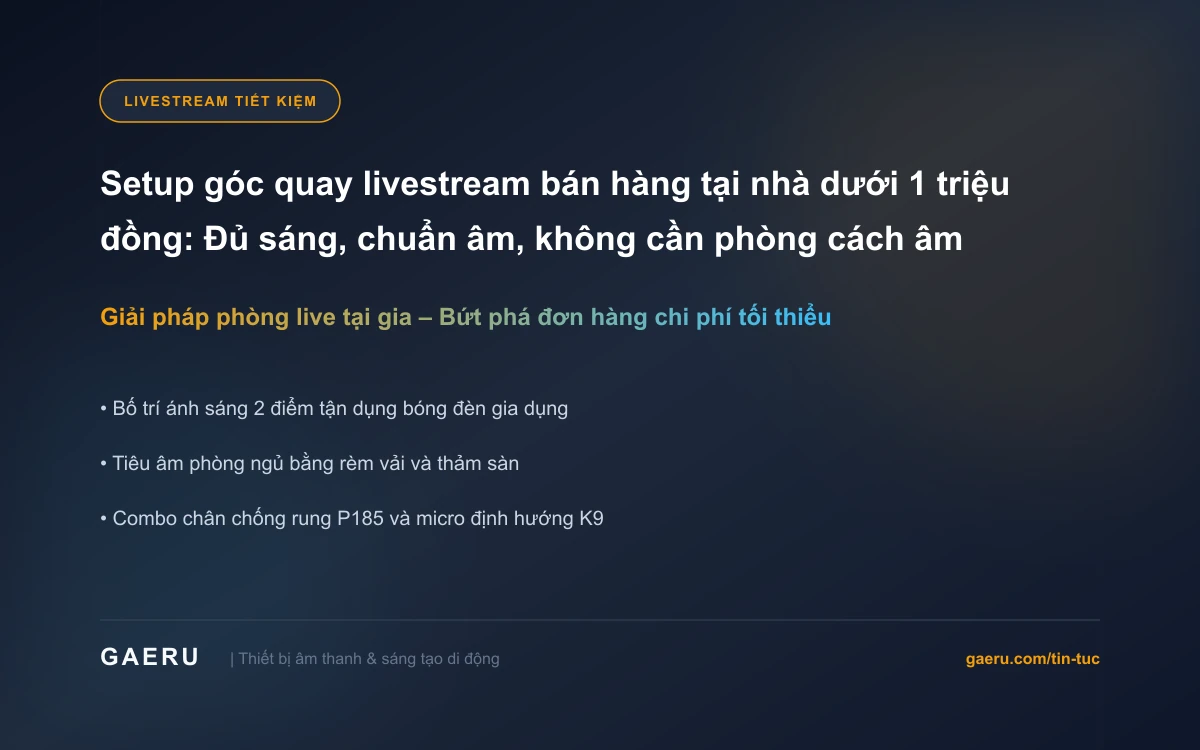 LIVESTREAM TIẾT KIỆM
Setup góc quay livestream bán hàng tại nhà dưới 1 triệu
đồng: Đủ sáng, chuẩn âm, không cần phòng cách âm
Giải pháp phòng live tại gia – Bứt phá đơn hàng chi phí tối thiểu
• Bố trí ánh sáng 2 điểm tận dụng bóng đèn gia dụng
• Tiêu âm phòng ngủ bằng rèm vải và thảm sàn
• Combo chân chống rung P185 và micro định hướng K9
GAERU | Thiết bị âm thanh & sáng tạo di động gaeru.com/tin-tuc